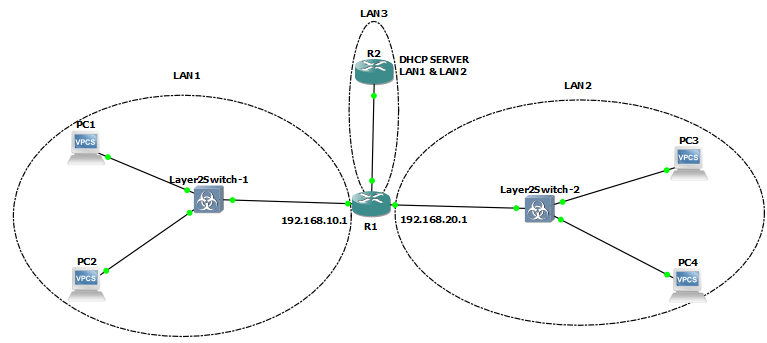 LAN3
R2
DHCP SERVER
LAN1 & LAN2
LAN1
LAN2
PC1
VPCS
PC3
VPCS
Layer2Switch-1
Layer2Switch-2
192.168.10.1
R1
192.168.20.1
PC2
VPCS
PC4
VPCS